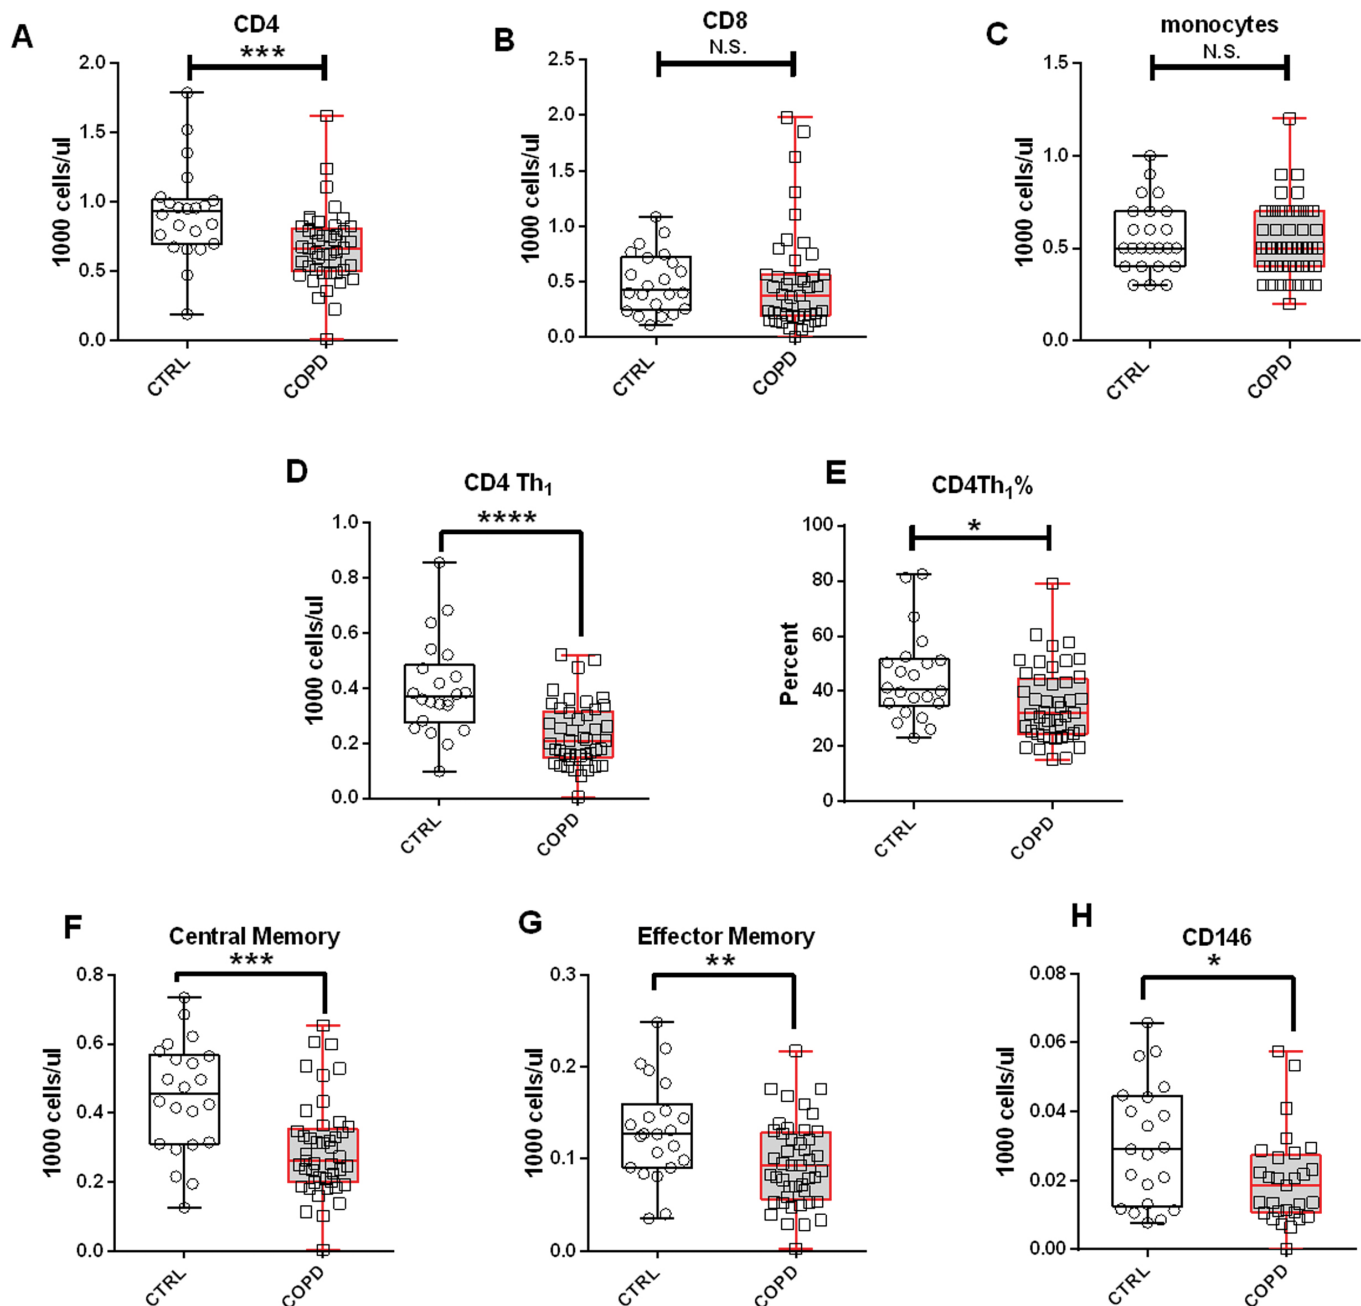 A
CD4
***
1000 cells/ul
2.0
1.5
1.0
0.5
0.0
CTRL
COPD
B
CD8
N.S.
1000 cells/ul
2.5
2.0
1.5
1.0
0.5
0.0
CTRL
COPD
C
monocytes
N.S.
1000 cells/ul
1.5
1.0
0.5
0.0
CTRL
COPD
D
CD4 Th₁
****
1000 cells/ul
1.0
0.8
0.6
0.4
0.2
0.0
CTRL
COPD
E
CD4Th₁%
*
Percent
100
80
60
40
20
0
CTRL
COPD
F
Central Memory
***
1000 cells/ul
0.8
0.6
0.4
0.2
0.0
CTRL
COPD
G
Effector Memory
**
1000 cells/ul
0.3
0.2
0.1
0.0
CTRL
COPD
H
CD146
*
1000 cells/ul
0.08
0.06
0.04
0.02
0.00
CTRL
COPD